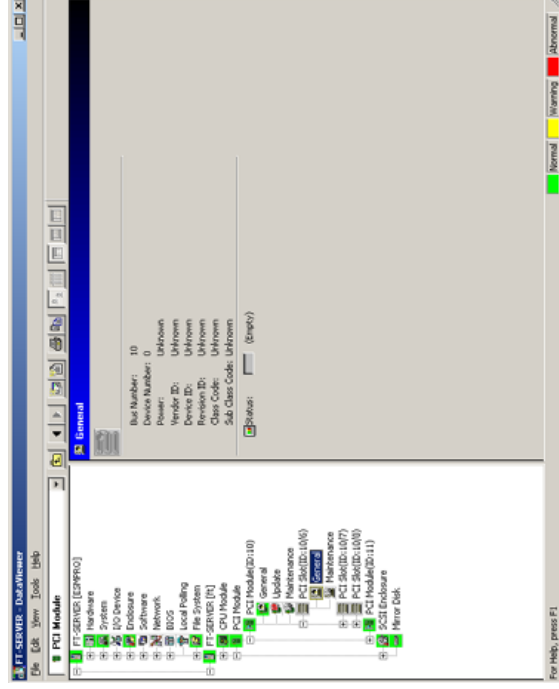 FT-SERVER - DataViewer
File Edit View Tools Help
PCI Module
FT-SERVER [ESMPRO]
Hardware
System
I/O Device
Enclosure
Software
Network
BIOS
Local Polling
File System
FT-SERVER [ft]
CPU Module
PCI Module
PCI Module(ID:10)
General
Update
Maintenance
PCI Slot(ID:10/6)
General
Maintenance
PCI Slot(ID:10/7)
PCI Slot(ID:10/8)
PCI Module(ID:11)
SCSI Enclosure
Mirror Disk
General
Bus Number: 10
Device Number: 0
Power: Unknown
Vendor ID: Unknown
Device ID: Unknown
Revision ID: Unknown
Class Code: Unknown
Sub Class Code: Unknown
Status: (Empty)
For Help, press F1
Normal Warning Abnormal